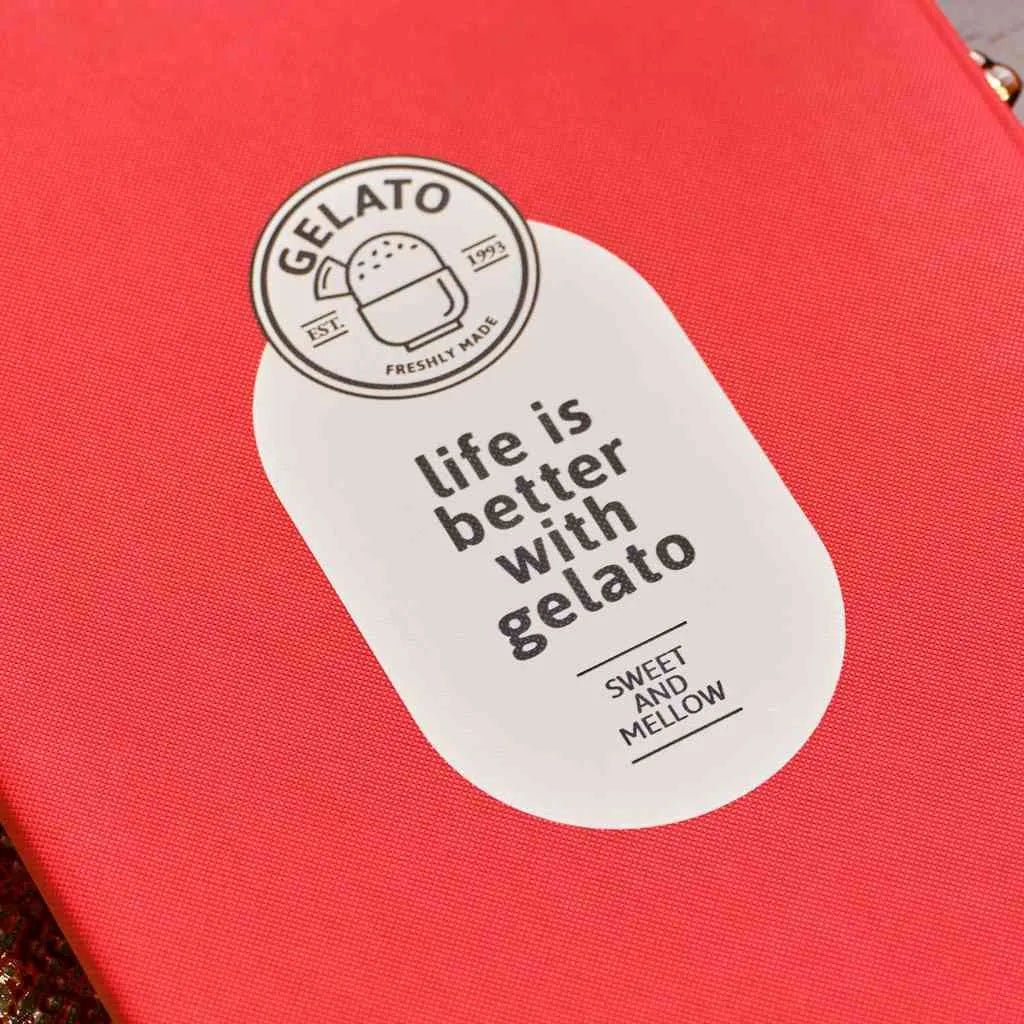 GELATO
EST. 1993
FRESHLY MADE
life is
better
with
gelato
SWEET
AND
MELLOW